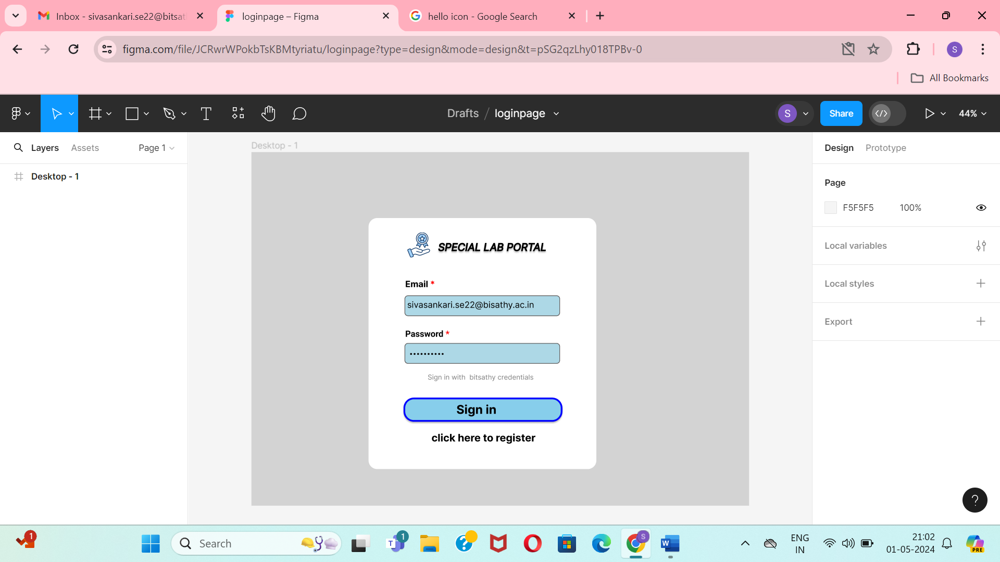 Inbox - sivasankari.se22@bitsat
loginpage – Figma
hello icon - Google Search
figma.com/file/JCRwrWPokbTsKBMtyriatu/loginpage?type=design&mode=design&t=pSG2qzLhy018TPBv-0
S
All Bookmarks
Drafts / loginpage
S
Share
44%
Layers
Assets
Page 1
Desktop - 1
Desktop - 1
Design
Prototype
Page
F5F5F5
100%
Local variables
Local styles
Export
SPECIAL LAB PORTAL
Email *
sivasankari.se22@bisathy.ac.in
Password *
••••••••••
Sign in with  bitsathy credentials
Sign in
click here to register
?
1
Search
T
1
?
S
W
ENG
IN
21:02
01-05-2024
PRE